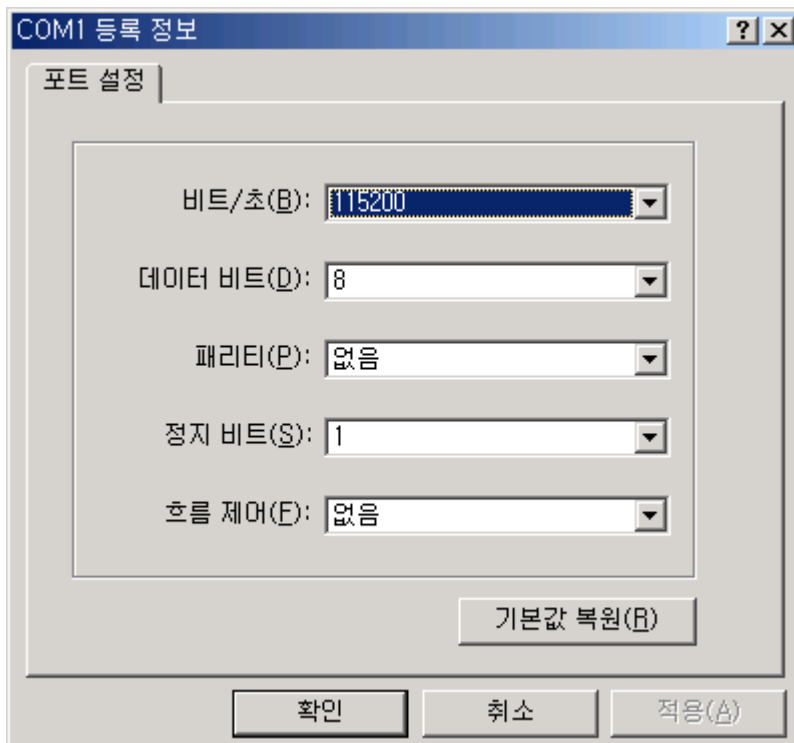 COM1 등록 정보
포트 설정
비트/초(B): 115200
데이터 비트(D): 8
패리티(P): 없음
정지 비트(S): 1
흐름 제어(F): 없음
기본값 복원(R)
확인 취소 적용(A)